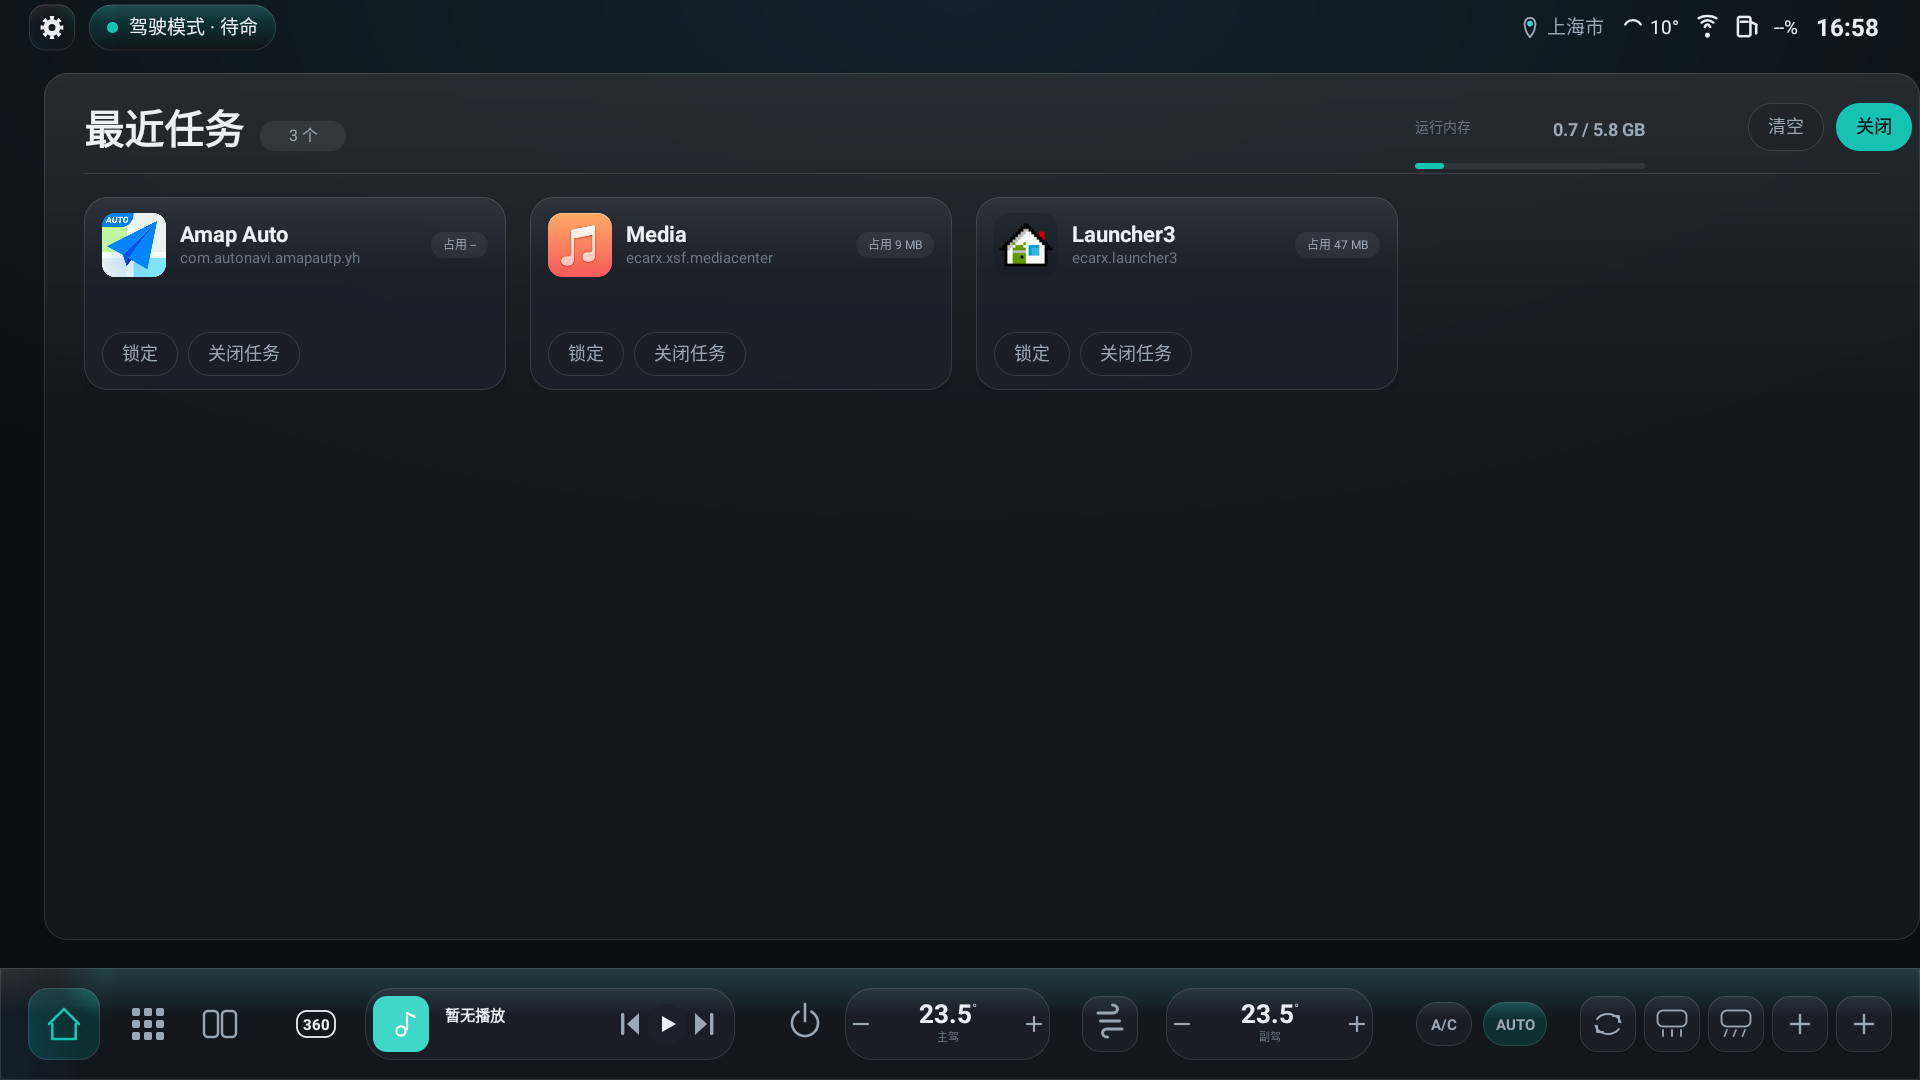 驾驶模式 · 待命
上海市 10° --% 16:58
最近任务 3 个
运行内存 0.7 / 5.8 GB
清空 关闭
AUTO
Amap Auto
com.autonavi.amapautp.yh
占用 --
锁定 关闭任务
Media
ecarx.xsf.mediacenter
占用 9 MB
锁定 关闭任务
Launcher3
ecarx.launcher3
占用 47 MB
锁定 关闭任务
360
暂无播放
23.5°
主驾
23.5°
副驾
A/C AUTO